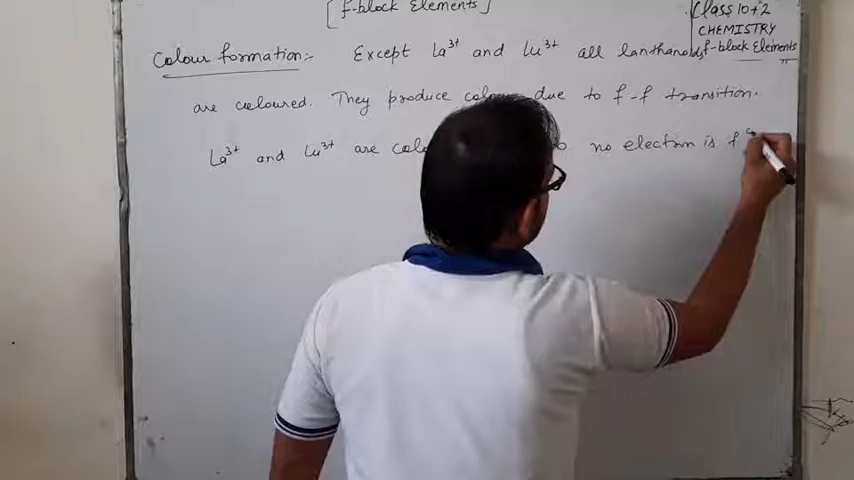 [f-block Elements]
Class 10+2
CHEMISTRY
f-BLOCK Elements
Colour formation:- Except La3+ and Lu3+ all lanthanoids
are coloured. They produce colour due to f-f transition.
La3+ and Lu3+ are no electron is f